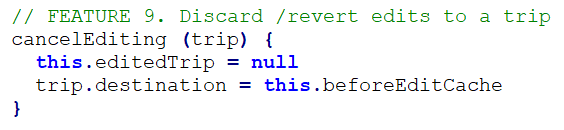 // FEATURE 9. Discard /revert edits to a trip
cancelEditing (trip) {
  this.editedTrip = null
  trip.destination = this.beforeEditCache
}